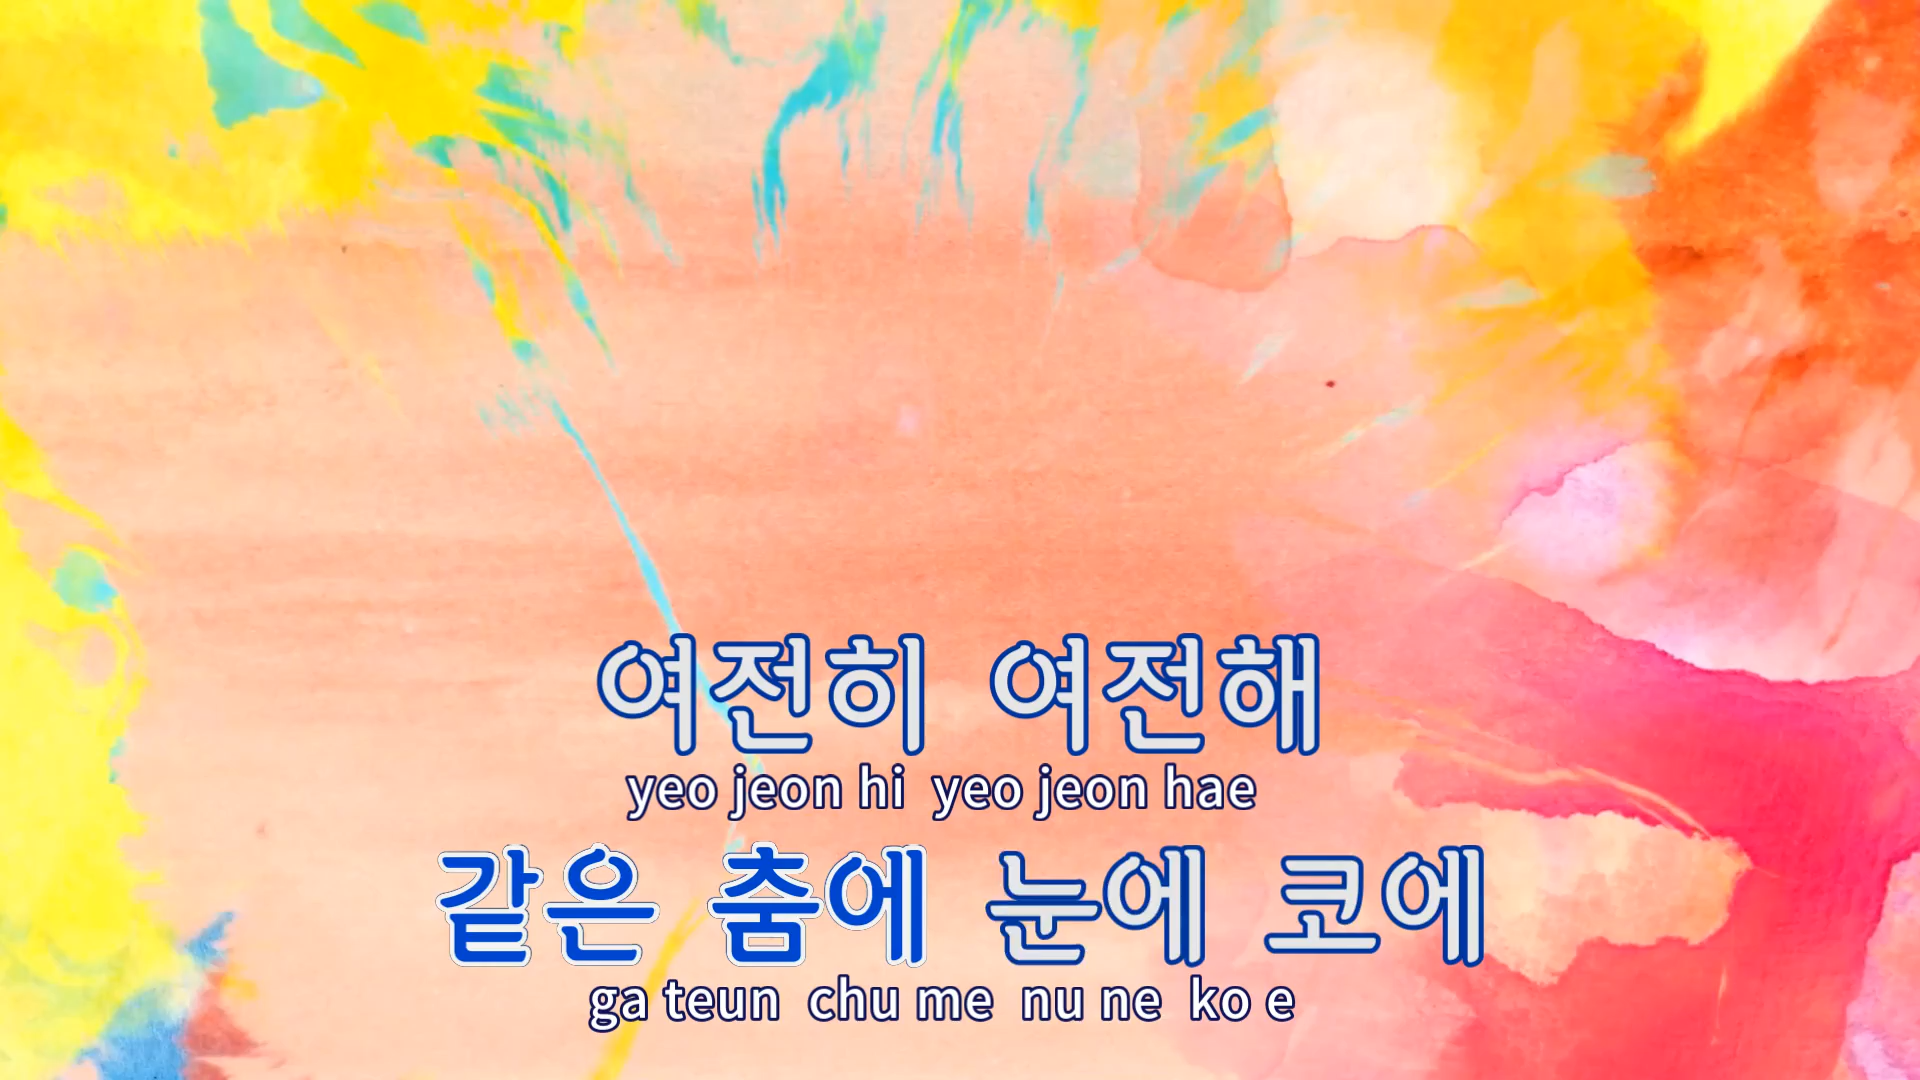 여전히 여전해
yeo jeon hi yeo jeon hae
같은 춤에 눈에 코에
ga teun chu me nu ne ko e